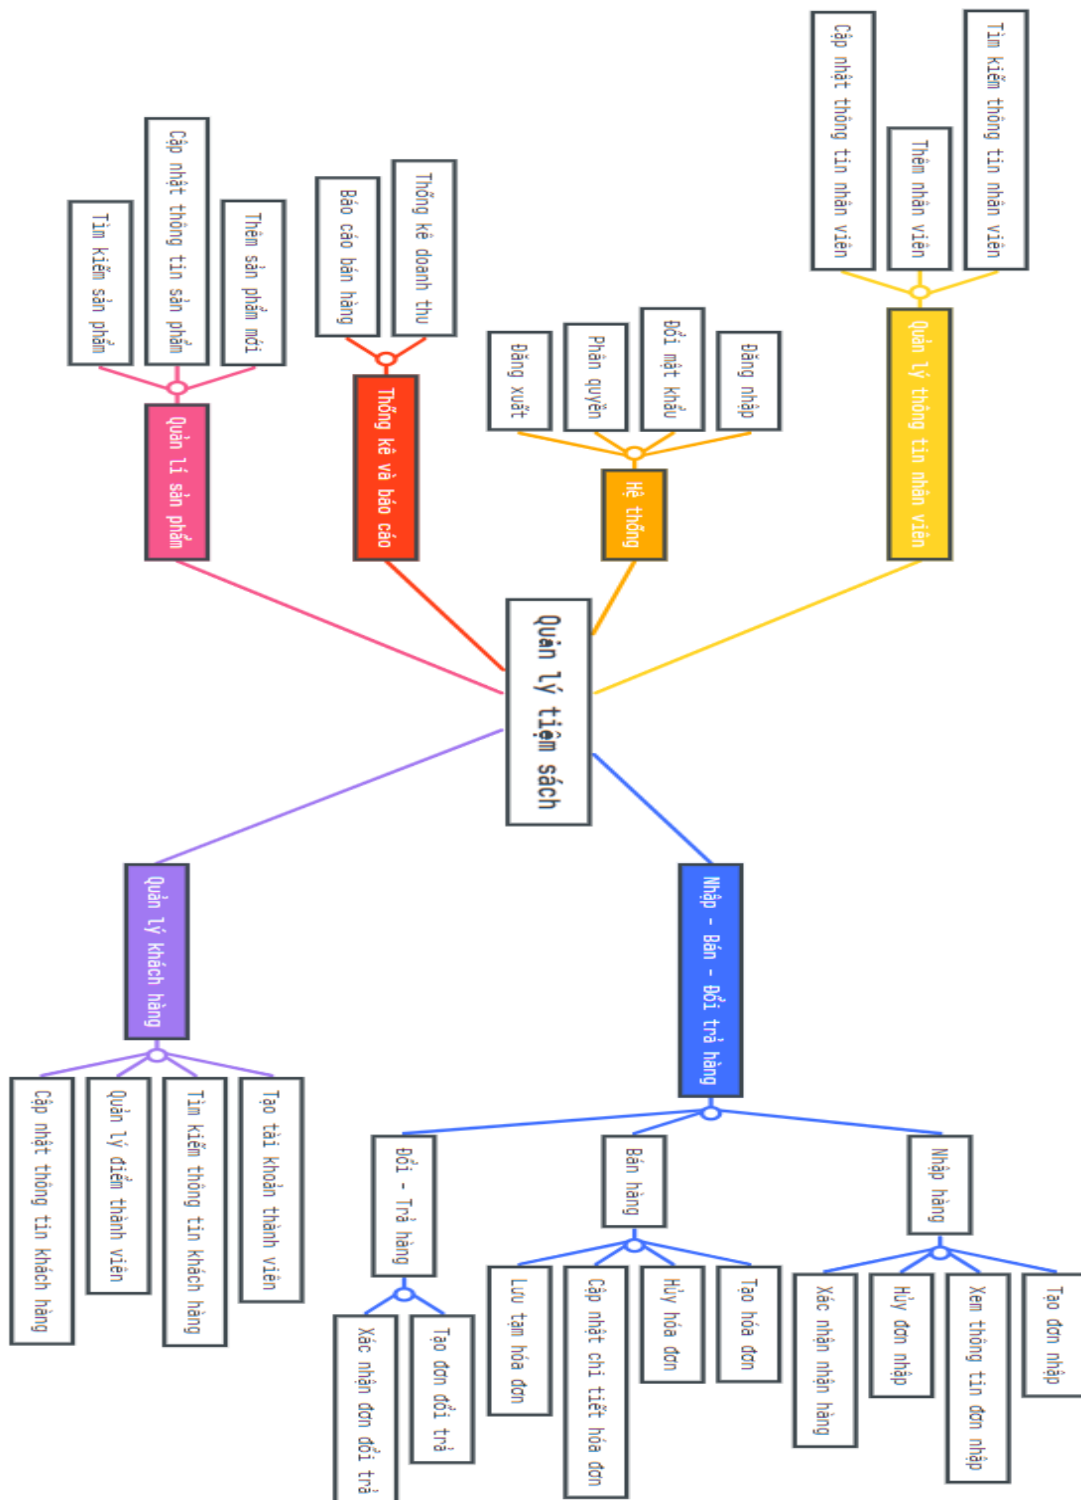 Quản lý tiệm sách
Quản lý thông tin nhân viên
Tìm kiếm thông tin nhân viên
Thêm nhân viên
Cập nhật thông tin nhân viên
Hệ thống
Đăng nhập
Đổi mật khẩu
Phân quyền
Đăng xuất
Thống kê và báo cáo
Thống kê doanh thu
Báo cáo bán hàng
Quản lí sản phẩm
Thêm sản phẩm mới
Cập nhật thông tin sản phẩm
Tìm kiếm sản phẩm
Nhập - Bán - Đổi trả hàng
Nhập hàng
Tạo đơn nhập
Xem thông tin đơn nhập
Hủy đơn nhập
Xác nhận nhận hàng
Bán hàng
Tạo hóa đơn
Hủy hóa đơn
Cập nhật chi tiết hóa đơn
Lưu tạm hóa đơn
Đổi - Trả hàng
Tạo đơn đổi trả
Xác nhận đơn đổi trả
Quản lý khách hàng
Tạo tài khoản thành viên
Tìm kiếm thông tin khách hàng
Quản lý điểm thành viên
Cập nhật thông tin khách hàng